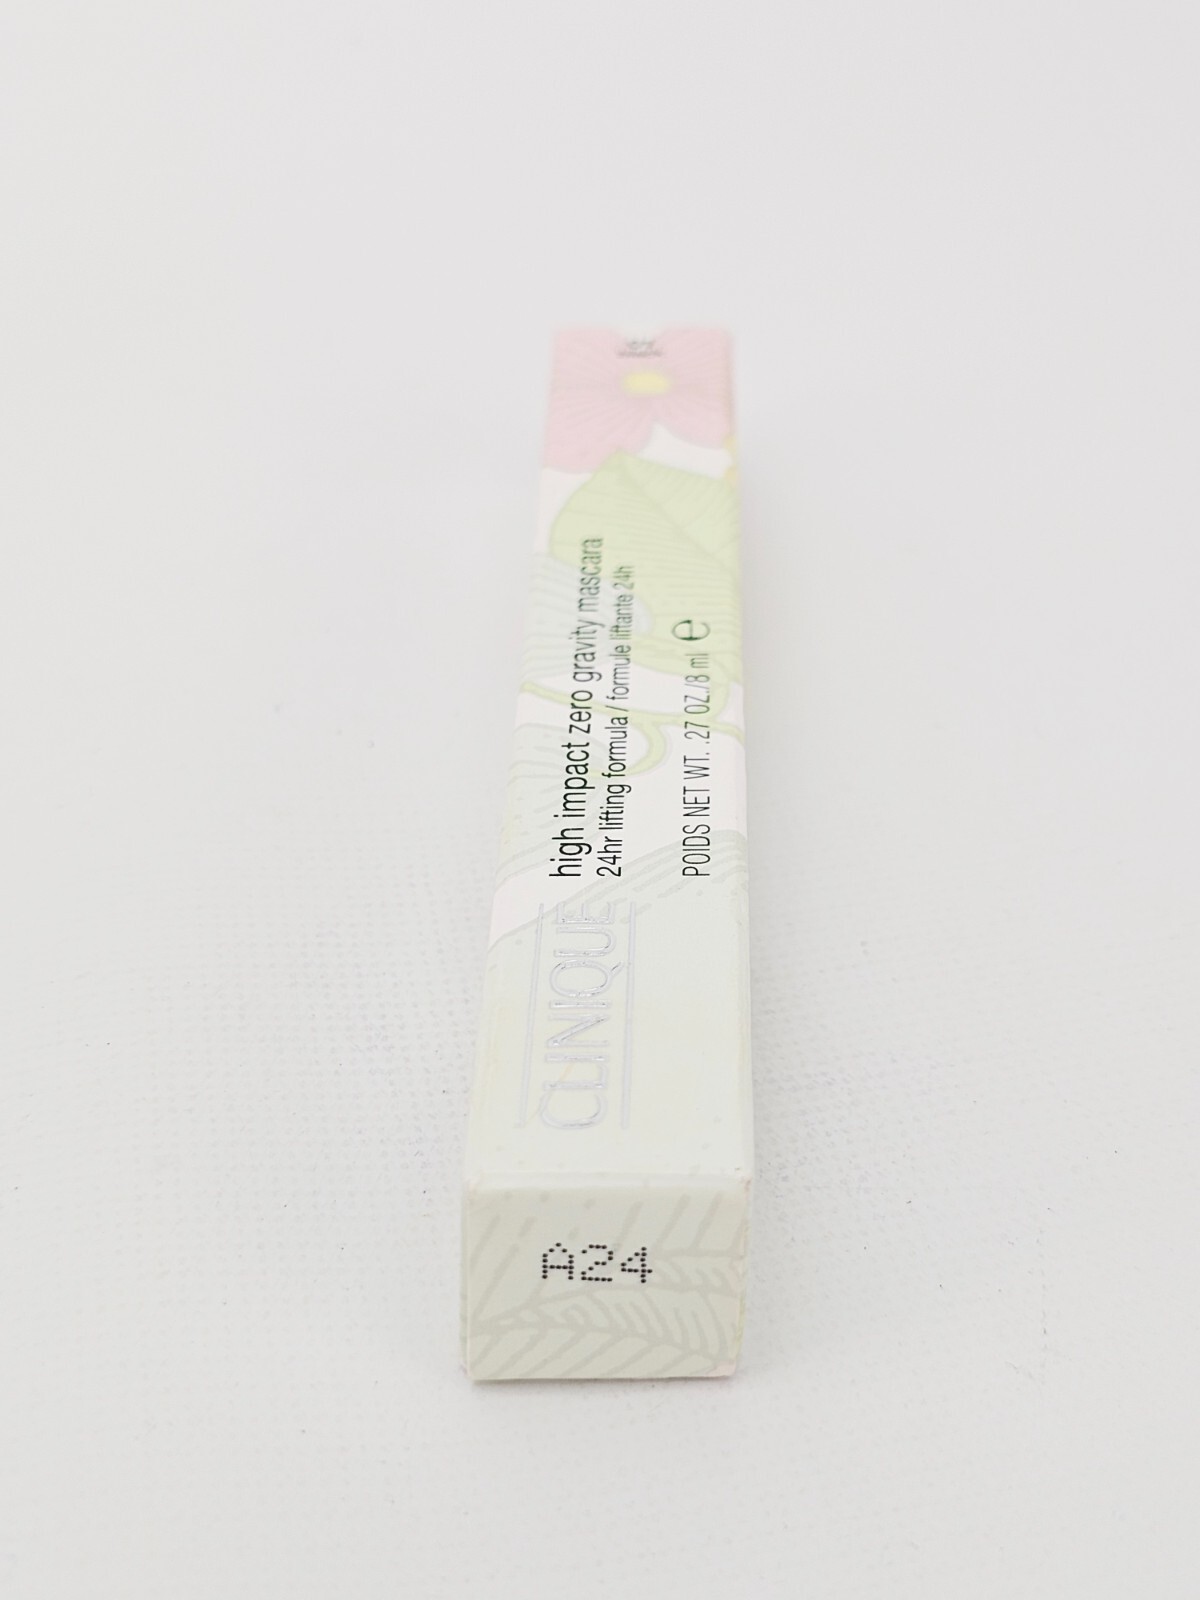 CLINIQUE
high impact zero gravity mascara
24hr lifting formula / formule liftante 24h
POIDS NET WT. .27 OZ./8 ml e
A24